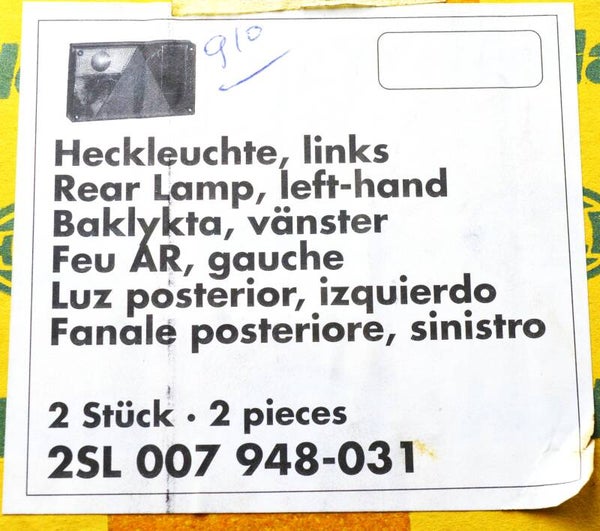 910
Heckleuchte, links
Rear Lamp, left-hand
Baklykta, vänster
Feu AR, gauche
Luz posterior, izquierdo
Fanale posteriore, sinistro
2 Stück · 2 pieces
2SL 007 948-031